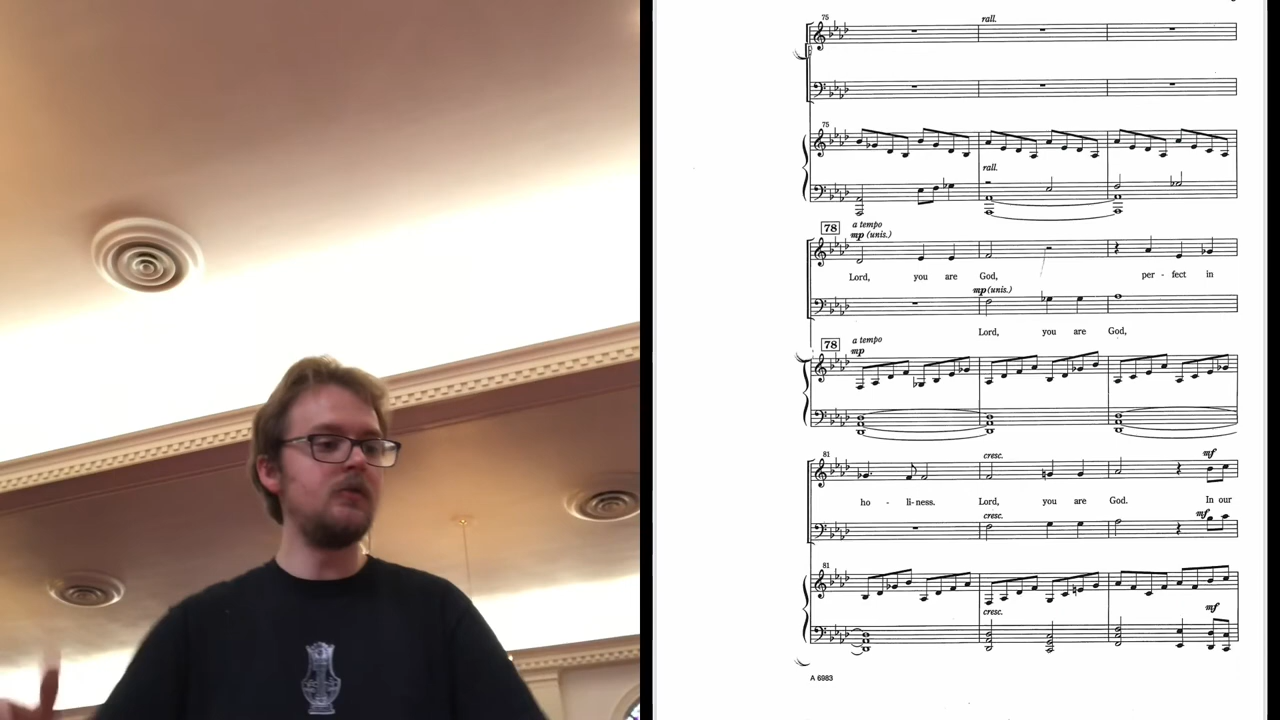 75
rall.
75
rall.
78
a tempo
mp (unis.)
Lord, you are God, per - fect in
mp (unis.)
Lord, you are God,
78
a tempo
mp
81
cresc.
mf
ho - li - ness. Lord, you are God. In our
cresc.
mf
81
cresc.
mf
A 6983